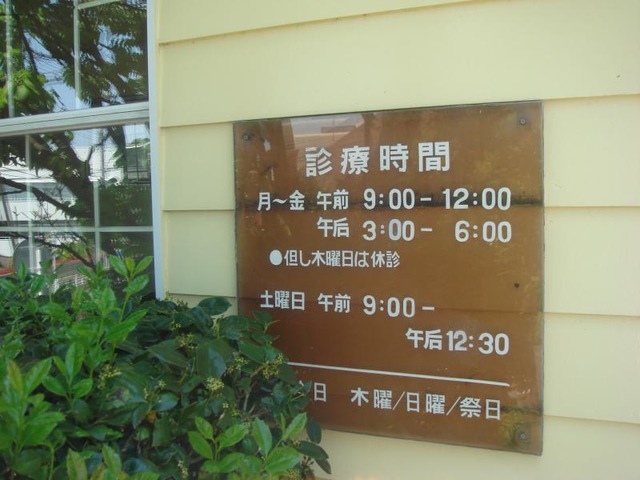 診療時間
月～金 午前 9:00-12:00
午后 3:00- 6:00
●但し木曜日は休診
土曜日 午前 9:00-
午后12:30
/日 木曜/日曜/祭日